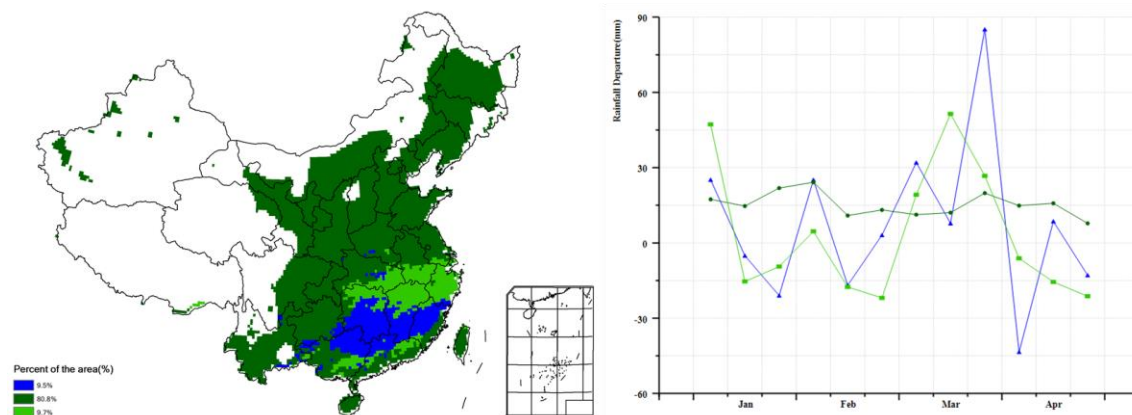 Percent of the area(%)
9.5%
80.8%
9.7%
Rainfall Departure(mm)
90
60
30
0
-30
-60
Jan
Feb
Mar
Apr